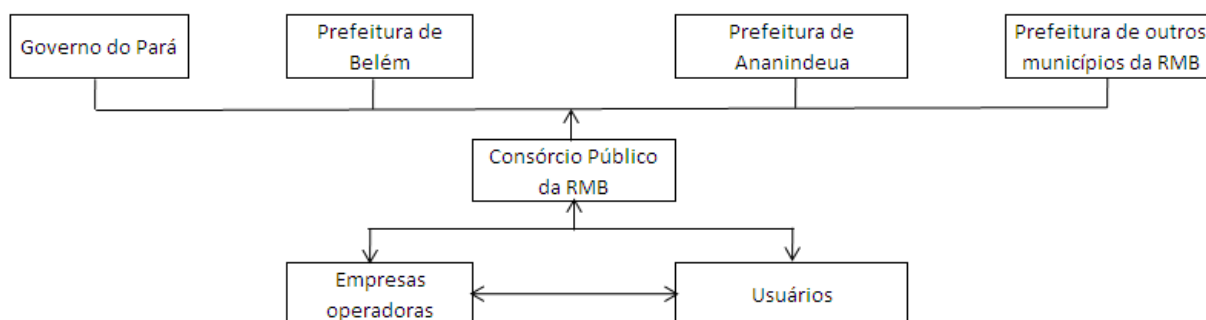 Governo do Pará
Prefeitura de
Belém
Prefeitura de
Ananindeua
Prefeitura de outros
municípios da RMB
Consórcio Público
da RMB
Empresas
operadoras
Usuários